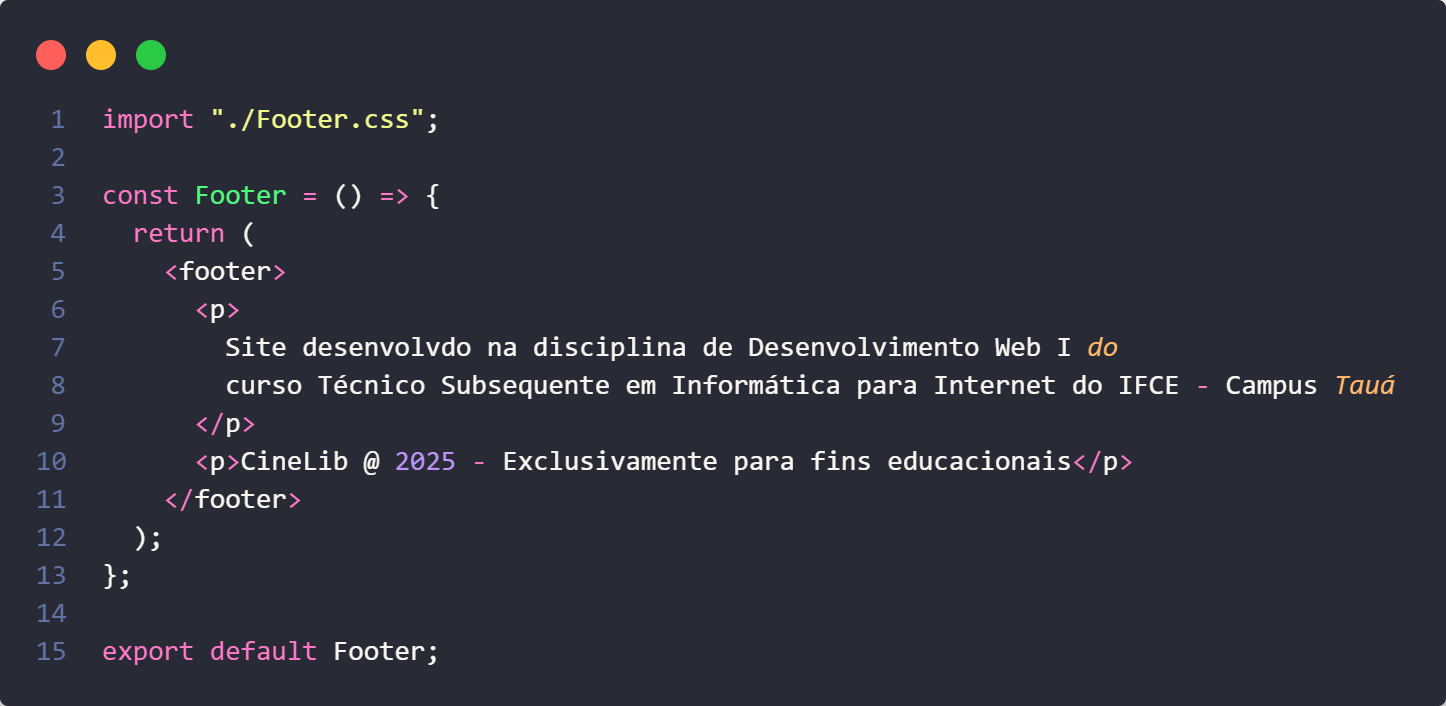 1 import "./Footer.css";
2
3 const Footer = () => {
4   return (
5     <footer>
6       <p>
7         Site desenvolvdo na disciplina de Desenvolvimento Web I do
8         curso Técnico Subsequente em Informática para Internet do IFCE - Campus Tauá
9       </p>
10       <p>CineLib @ 2025 - Exclusivamente para fins educacionais</p>
11     </footer>
12   );
13 };
14
15 export default Footer;